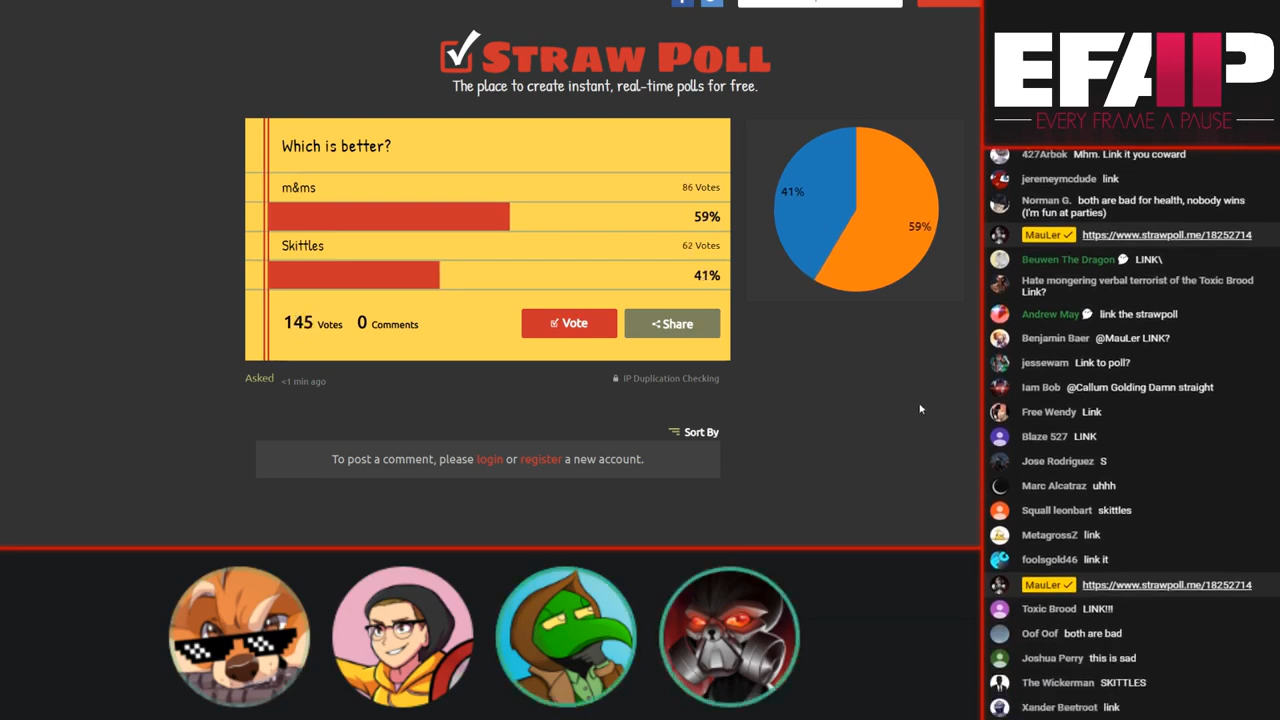 STRAW POLL
The place to create instant, real-time polls for free.
Which is better?
m&ms
86 Votes
59%
Skittles
62 Votes
41%
145 Votes
0 Comments
Vote
Share
Asked
<1 min ago
IP Duplication Checking
41%
59%
Sort By
To post a comment, please login or register a new account.
EFAP
EVERY FRAME A PAUSE
427Arbok Mhm. Link it you coward
jeremeymcdude link
Norman G. both are bad for health, nobody wins
(I'm fun at parties)
MauLer https://www.strawpoll.me/18252714
Beuwen The Dragon LINK\
Hate mongering verbal terrorist of the Toxic Brood
Link?
Andrew May link the strawpoll
Benjamin Baer @MauLer LINK?
jessewam Link to poll?
Iam Bob @Callum Golding Damn straight
Free Wendy Link
Blaze 527 LINK
Jose Rodriguez S
Marc Alcatraz uhhh
Squall leonbart skittles
MetagrossZ link
foolsgold46 link it
MauLer https://www.strawpoll.me/18252714
Toxic Brood LINK!!!
Oof Oof both are bad
Joshua Perry this is sad
The Wickerman SKITTLES
Xander Beetroot link